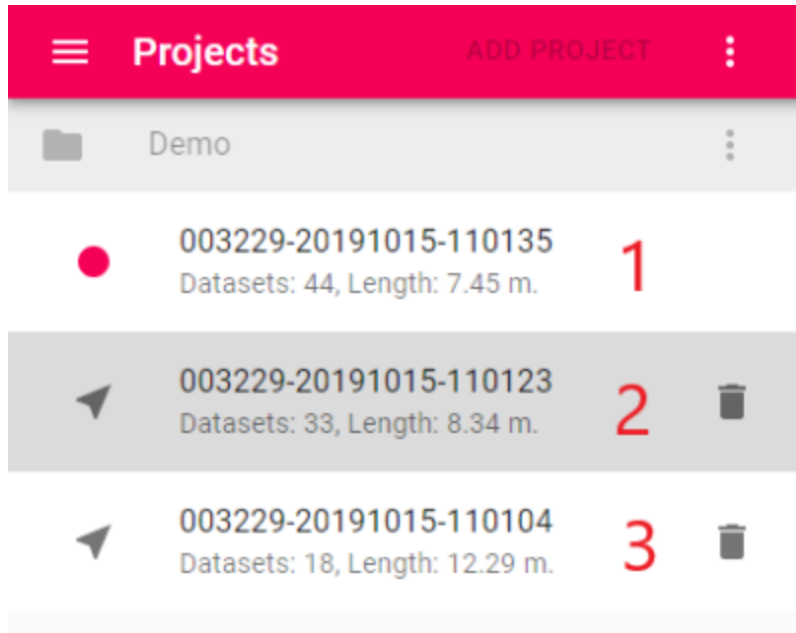 Projects ADD PROJECT
Demo
003229-20191015-110135
Datasets: 44, Length: 7.45 m.
1
003229-20191015-110123
Datasets: 33, Length: 8.34 m.
2
003229-20191015-110104
Datasets: 18, Length: 12.29 m.
3